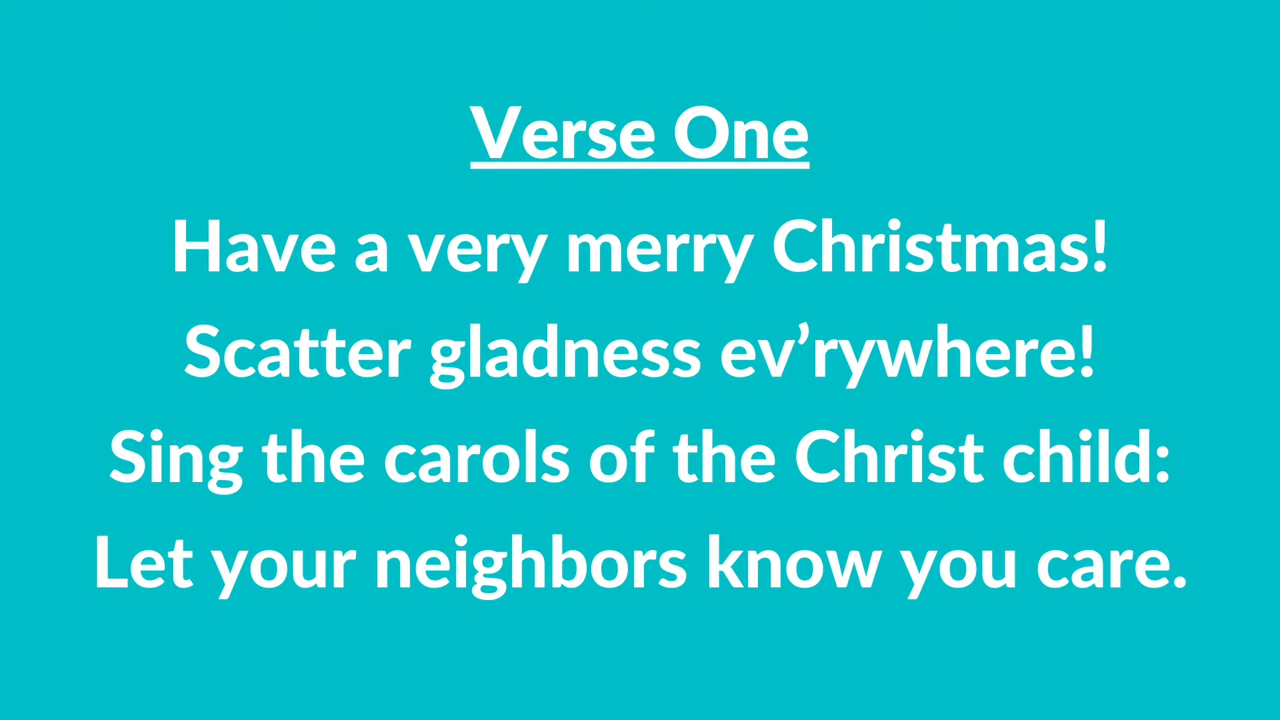 Verse One
Have a very merry Christmas!
Scatter gladness ev’rywhere!
Sing the carols of the Christ child:
Let your neighbors know you care.